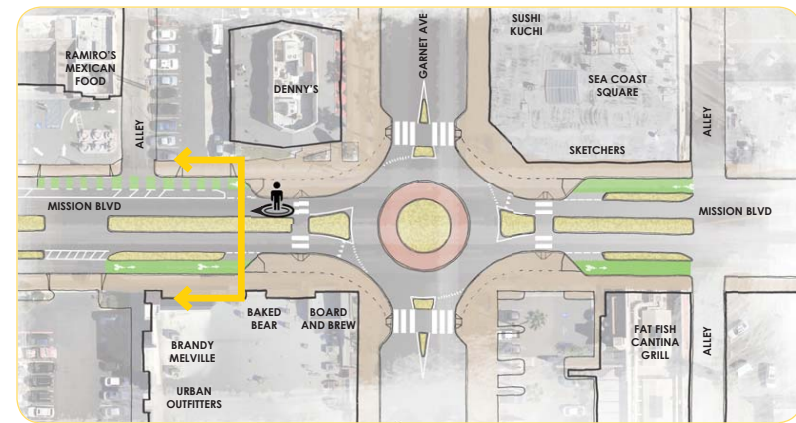 RAMIRO'S
MEXICAN
FOOD
ALLEY
DENNY'S
GARNET AVE
SUSHI
KUCHI
SEA COAST
SQUARE
SKETCHERS
ALLEY
MISSION BLVD
MISSION BLVD
BAKED
BEAR
BOARD
AND BREW
BRANDY
MELVILLE
URBAN
OUTFITTERS
FAT FISH
CANTINA
GRILL
ALLEY